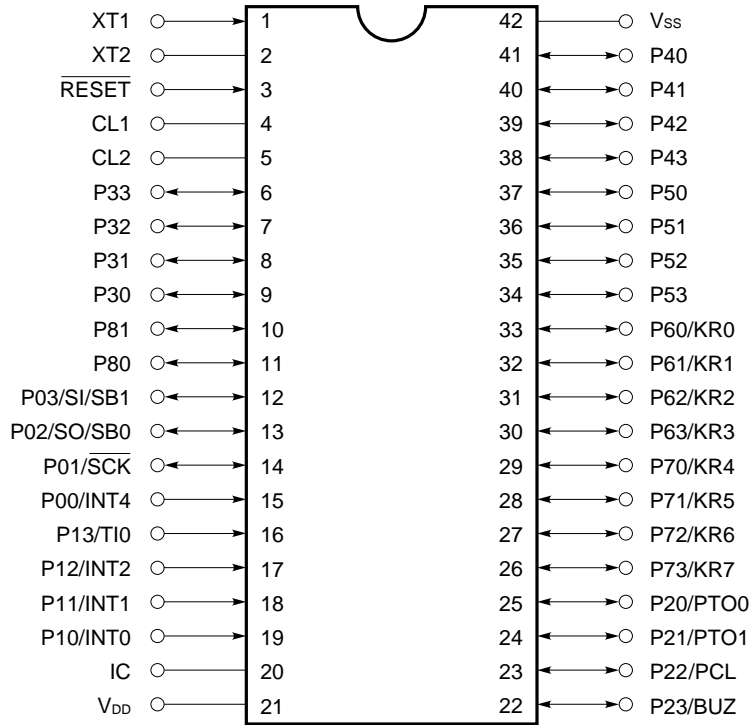 XT1 1 42 Vss
XT2 2 41 P40
RESET 3 40 P41
CL1 4 39 P42
CL2 5 38 P43
P33 6 37 P50
P32 7 36 P51
P31 8 35 P52
P30 9 34 P53
P81 10 33 P60/KR0
P80 11 32 P61/KR1
P03/SI/SB1 12 31 P62/KR2
P02/SO/SB0 13 30 P63/KR3
P01/SCK 14 29 P70/KR4
P00/INT4 15 28 P71/KR5
P13/TI0 16 27 P72/KR6
P12/INT2 17 26 P73/KR7
P11/INT1 18 25 P20/PTO0
P10/INT0 19 24 P21/PTO1
IC 20 23 P22/PCL
VDD 21 22 P23/BUZ